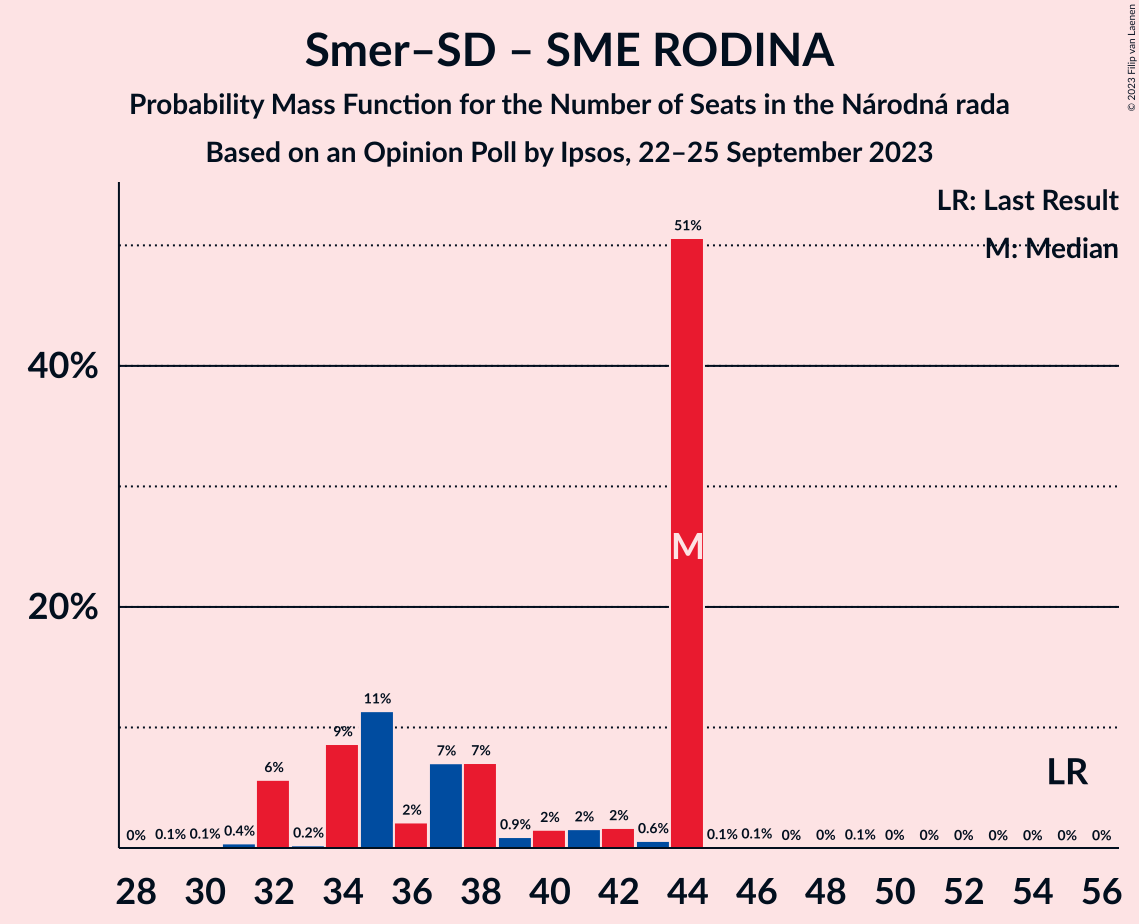 Smer–SD – SME RODINA
Probability Mass Function for the Number of Seats in the Národná rada
Based on an Opinion Poll by Ipsos, 22–25 September 2023
© 2023 Filip van Laenen
LR: Last Result
M: Median
51%
40%
M
20%
11%
9%
7% 7%
6%
LR
2%
0% 0.1% 0.1% 0.4% 0.2% 0.9% 2% 2% 2% 0.6% 0.1% 0.1% 0% 0% 0.1% 0% 0% 0% 0% 0% 0% 0%
28 30 32 34 36 38 40 42 44 46 48 50 52 54 56